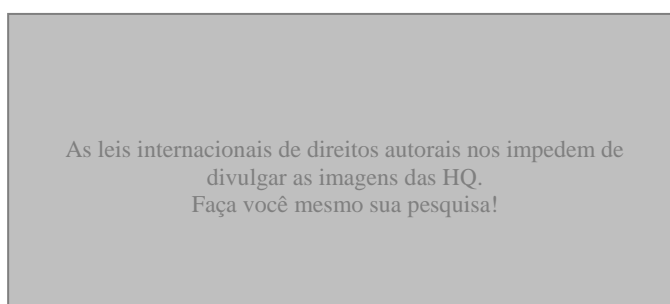 As leis internacionais de direitos autorais nos impedem de
divulgar as imagens das HQ.
Faça você mesmo sua pesquisa!